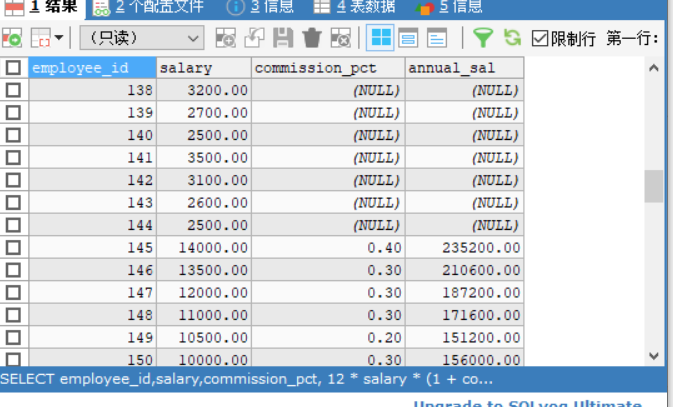 1 结果 2 个配置文件 3 信息 4 表数据 5 信息
（只读） 限制行 第一行:
employee_id salary commission_pct annual_sal
138 3200.00 (NULL) (NULL)
139 2700.00 (NULL) (NULL)
140 2500.00 (NULL) (NULL)
141 3500.00 (NULL) (NULL)
142 3100.00 (NULL) (NULL)
143 2600.00 (NULL) (NULL)
144 2500.00 (NULL) (NULL)
145 14000.00 0.40 235200.00
146 13500.00 0.30 210600.00
147 12000.00 0.30 187200.00
148 11000.00 0.30 171600.00
149 10500.00 0.20 151200.00
150 10000.00 0.30 156000.00
SELECT employee_id,salary,commission_pct, 12 * salary * (1 + co...
Upgrade to SQLyog Ultimate